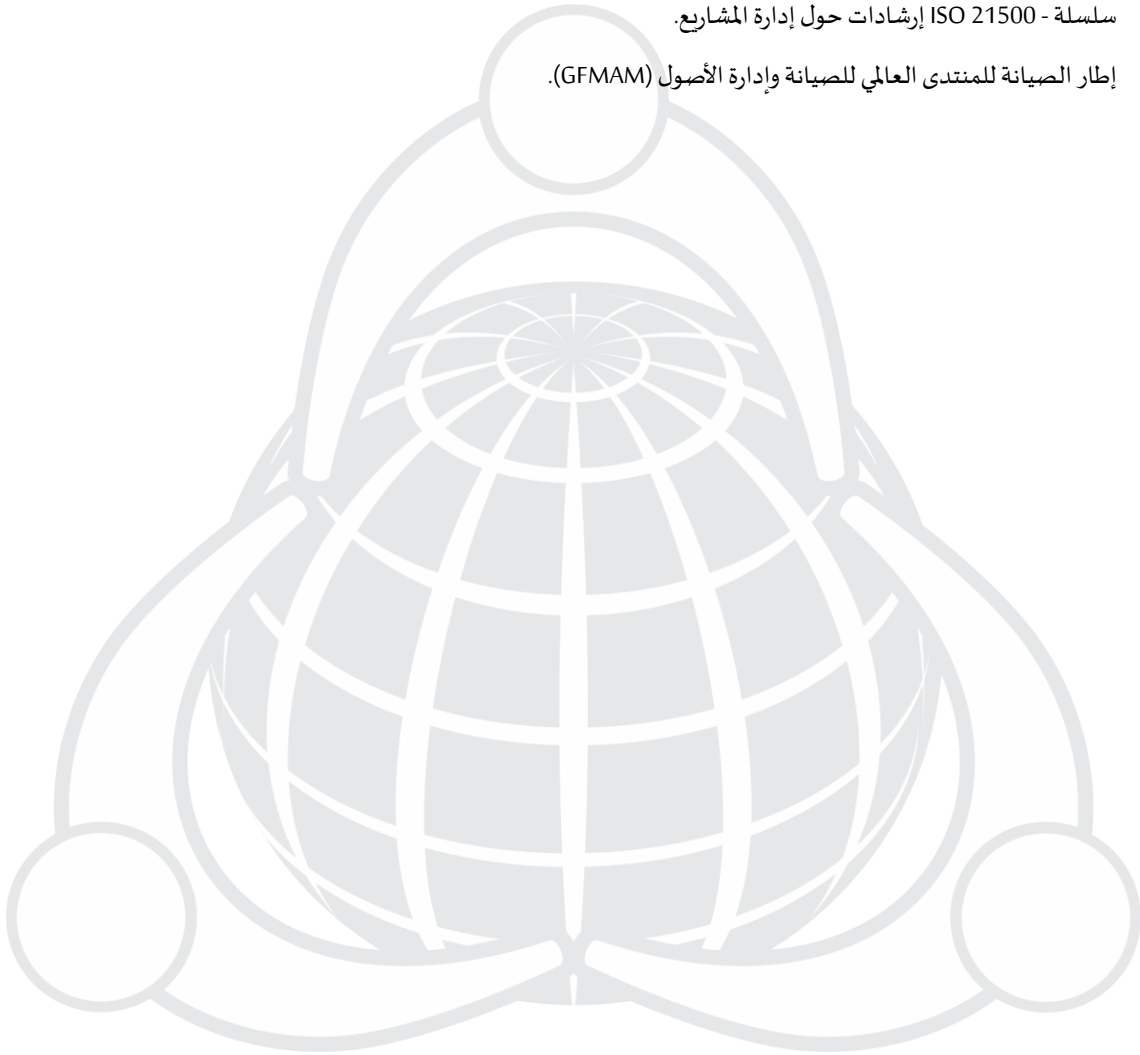 سلسلة - ISO 21500 إرشادات حول إدارة المشاريع.
إطار الصيانة للمنتدى العالمي للصيانة وإدارة الأصول (GFMAM).